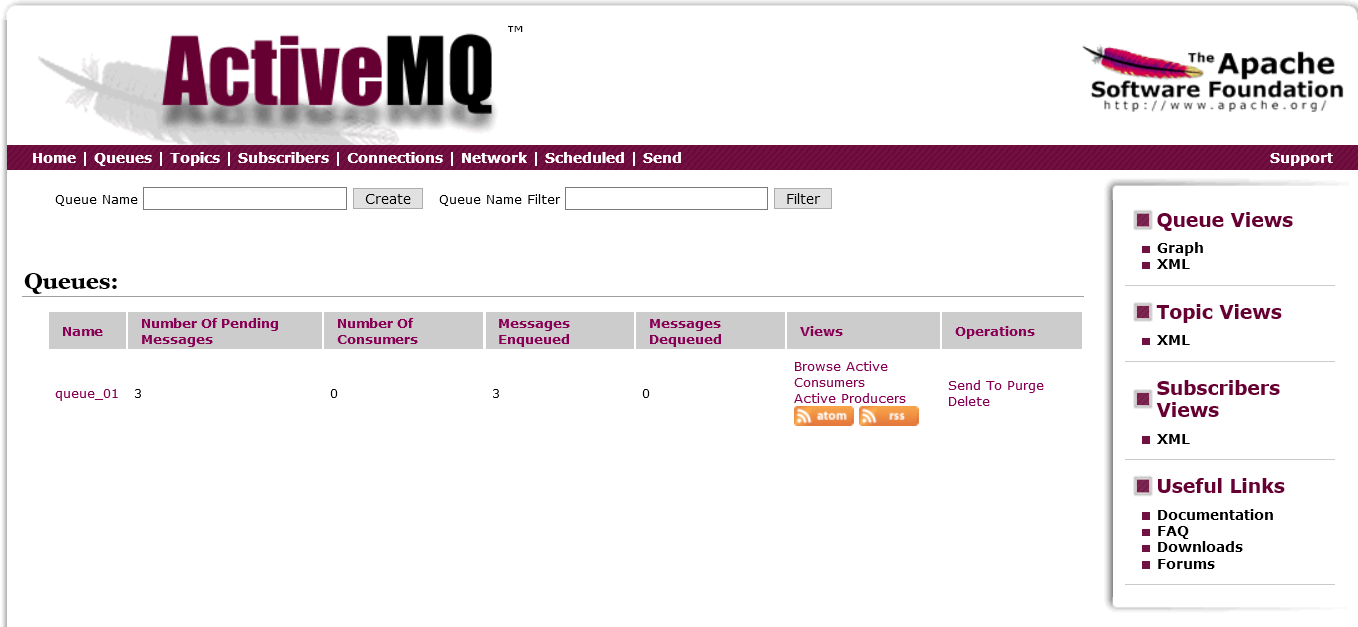 ActiveMQ ™
The Apache
Software Foundation
http://www.apache.org/
Home | Queues | Topics | Subscribers | Connections | Network | Scheduled | Send
Support
Queue Name Create Queue Name Filter Filter
Queues:
Name
Number Of Pending
Messages
Number Of
Consumers
Messages
Enqueued
Messages
Dequeued
Views
Operations
queue_01
3
0
3
0
Browse Active
Consumers
Active Producers
atom rss
Send To Purge
Delete
Queue Views
Graph
XML
Topic Views
XML
Subscribers
Views
XML
Useful Links
Documentation
FAQ
Downloads
Forums